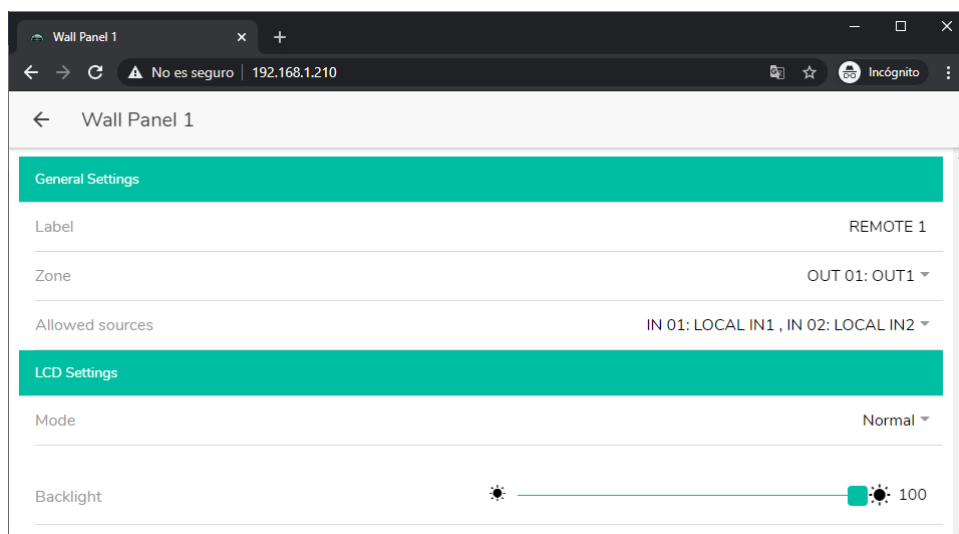 Wall Panel 1
No es seguro 192.168.1.210 Incógnito
Wall Panel 1
General Settings
Label REMOTE 1
Zone OUT 01: OUT1
Allowed sources IN 01: LOCAL IN1 , IN 02: LOCAL IN2
LCD Settings
Mode Normal
Backlight 100